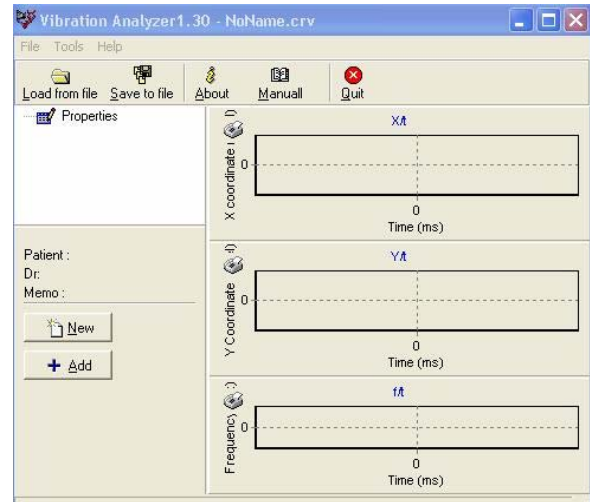 Vibration Analyzer1.30 - NoName.crv
File Tools Help
Load from file Save to file About Manuall Quit
Properties
Patient :
Dr:
Memo :
New
Add
X/t
X coordinate
0
0
Time (ms)
Y/t
Y Coordinate
0
0
Time (ms)
f/t
Frequency
0
0
Time (ms)